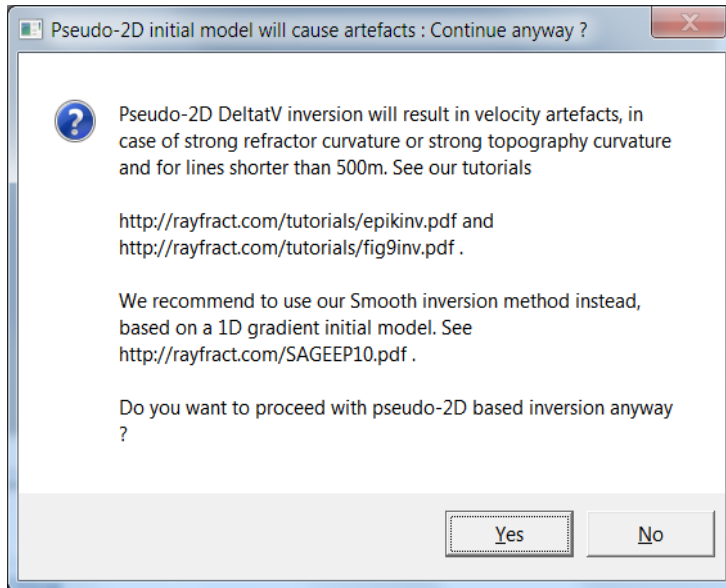 Pseudo-2D initial model will cause artefacts : Continue anyway ?
Pseudo-2D DeltatV inversion will result in velocity artefacts, in
case of strong refractor curvature or strong topography curvature
and for lines shorter than 500m. See our tutorials
http://rayfract.com/tutorials/epikinv.pdf and
http://rayfract.com/tutorials/fig9inv.pdf .
We recommend to use our Smooth inversion method instead,
based on a 1D gradient initial model. See
http://rayfract.com/SAGEEP10.pdf .
Do you want to proceed with pseudo-2D based inversion anyway
?
Yes No